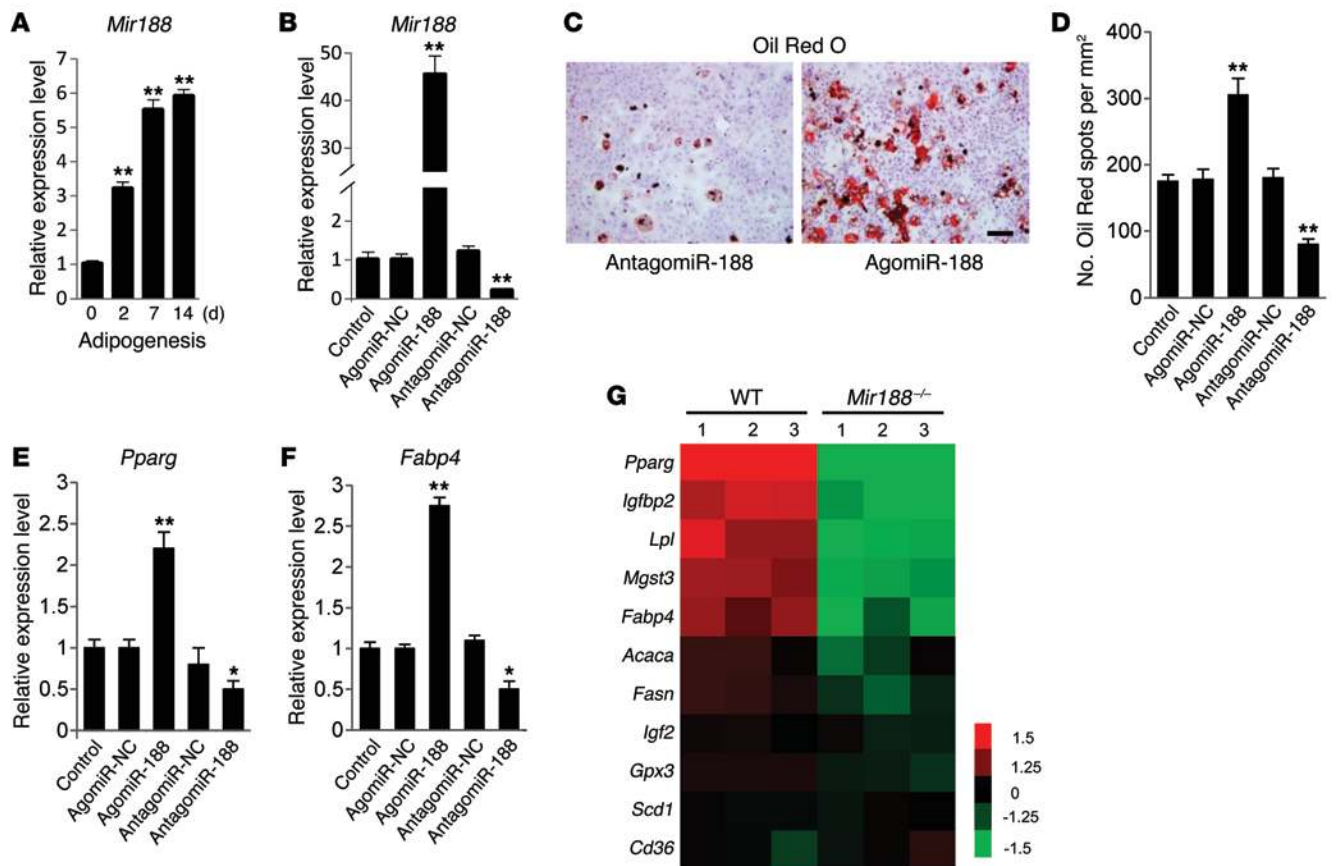 A
Mir188
Relative expression level
7
6
5
4
3
2
1
0
0 2 7 14 (d)
**
**
**
Adipogenesis
B
Mir188
Relative expression level
50
40
30
2
1
0
**
**
Control
AgomiR-NC
AgomiR-188
AntagomiR-NC
AntagomiR-188
C
Oil Red O
AntagomiR-188
AgomiR-188
D
No. Oil Red spots per mm²
400
300
200
100
0
**
**
Control
AgomiR-NC
AgomiR-188
AntagomiR-NC
AntagomiR-188
E
Pparg
Relative expression level
3
2.5
2
1.5
1
0.5
0
**
*
Control
AgomiR-NC
AgomiR-188
AntagomiR-NC
AntagomiR-188
F
Fabp4
Relative expression level
3
2.5
2
1.5
1
0.5
0
**
*
Control
AgomiR-NC
AgomiR-188
AntagomiR-NC
AntagomiR-188
G
WT Mir188⁻/⁻
1 2 3 1 2 3
Pparg
Igfbp2
Lpl
Mgst3
Fabp4
Acaca
Fasn
Igf2
Gpx3
Scd1
Cd36
1.5
1.25
0
-1.25
-1.5